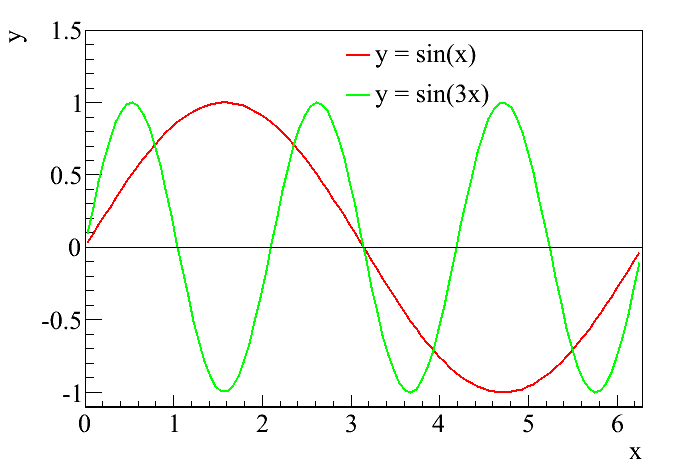 y
1.5
1
0.5
0
-0.5
-1
y = sin(x)
y = sin(3x)
0 1 2 3 4 5 6
x